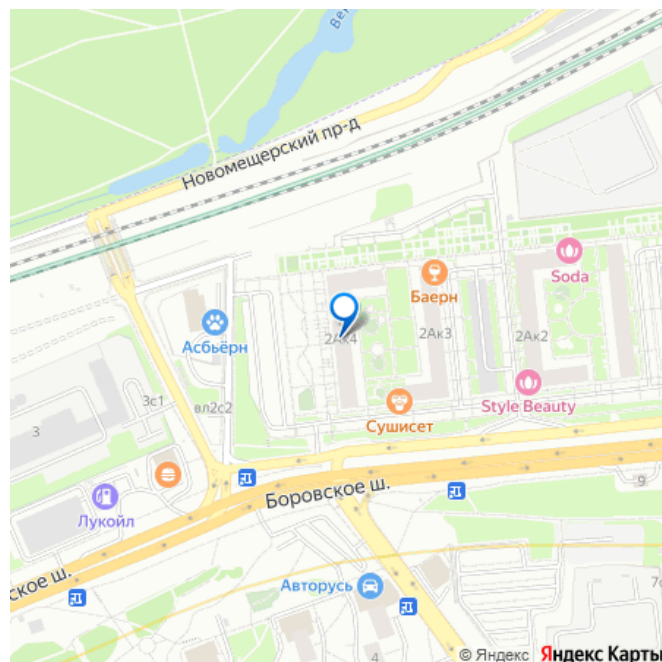 Новомещерский пр-д
Soda
Баерн
2Ак4
2Ак3
2Ак2
Асбьёрн
Style Beauty
3с1
вл2с2
3
Сушисет
Лукойл
Боровское ш.
9
ское ш.
Авторусь
4
© Яндекс Яндекс Карты